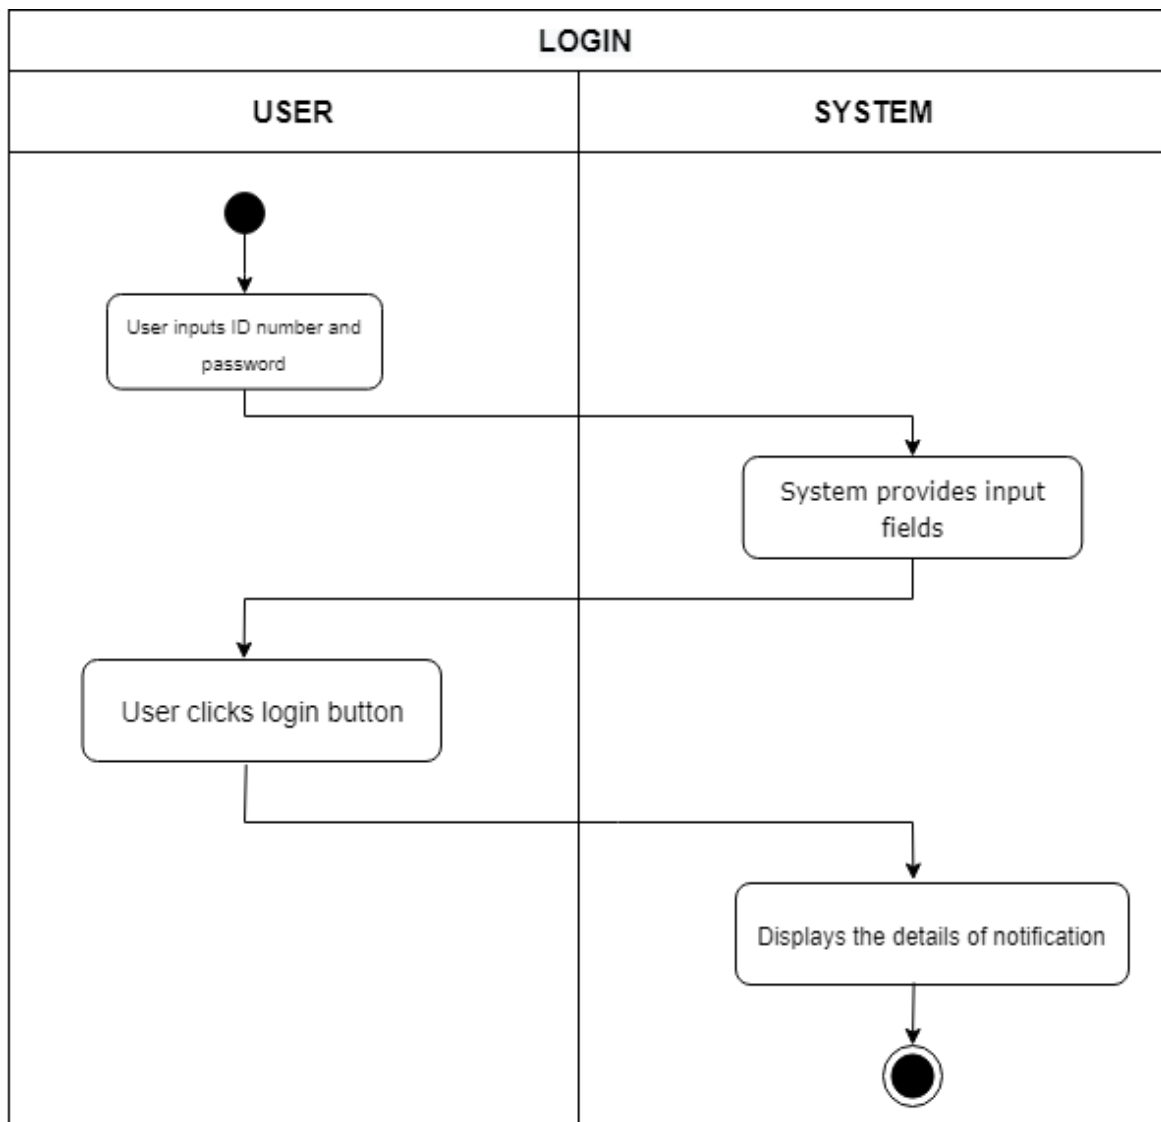 LOGIN
USER
SYSTEM
User inputs ID number and
password
System provides input
fields
User clicks login button
Displays the details of notification